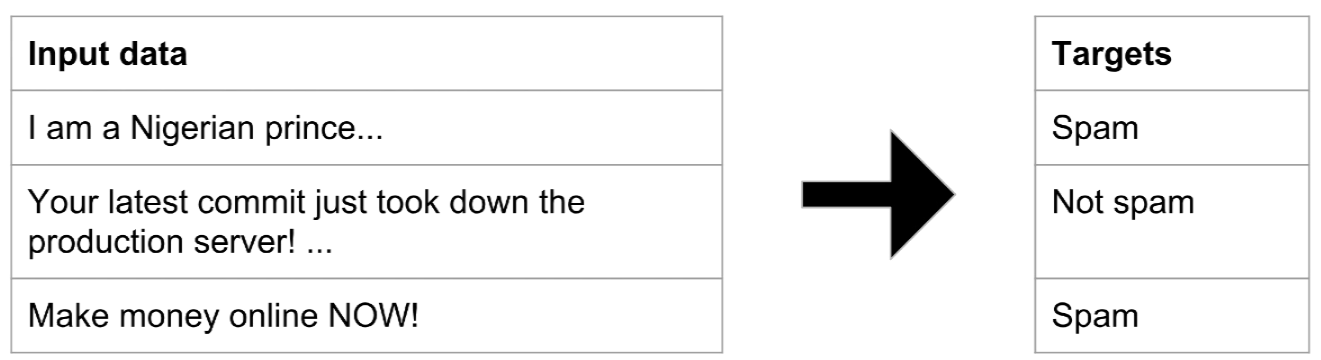 Input data
Targets
I am a Nigerian prince...
Spam
Your latest commit just took down the
production server! ...
Not spam
Make money online NOW!
Spam